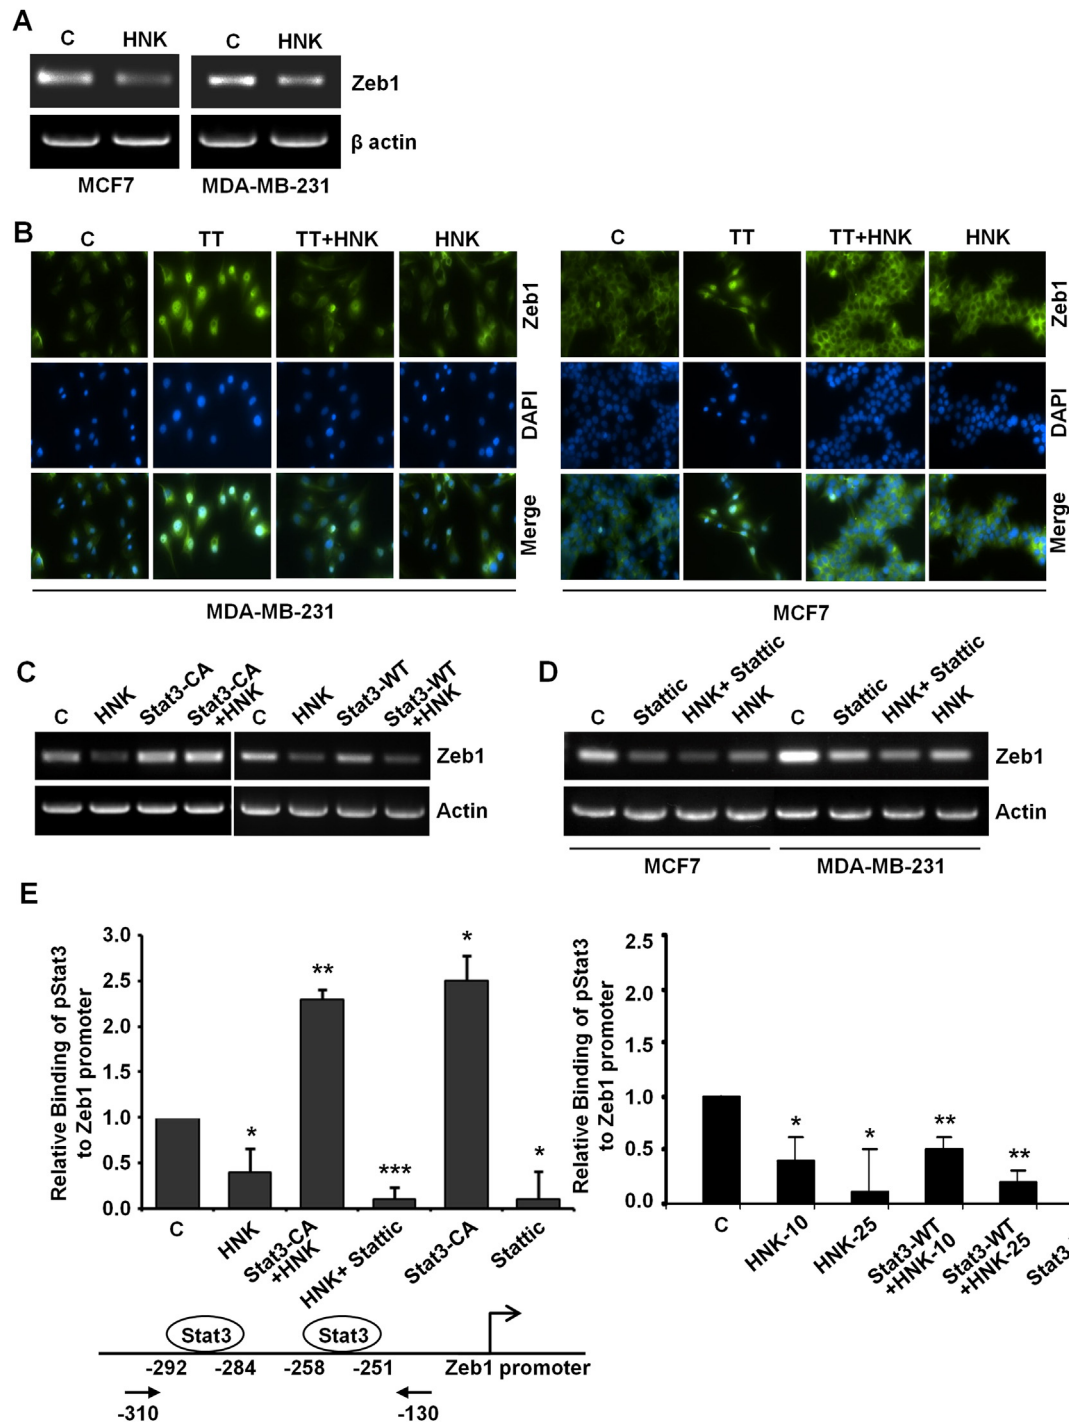 A
C HNK C HNK
Zeb1
β actin
MCF7 MDA-MB-231
B
C TT TT+HNK HNK C TT TT+HNK HNK
Zeb1 Zeb1
DAPI DAPI
Merge Merge
MDA-MB-231 MCF7
C
C HNK Stat3-CA Stat3-CA +HNK C HNK Stat3-WT Stat3-WT +HNK
Zeb1
Actin
D
C Stattic HNK+ Stattic HNK C Stattic HNK+ Stattic HNK
Zeb1
Actin
MCF7 MDA-MB-231
E
Relative Binding of pStat3
to Zeb1 promoter
3.0
2.5
2.0
1.5
1.0
0.5
0.0
* ** *** * *
C HNK Stat3-CA +HNK HNK+ Stattic Stat3-CA Stattic
Relative Binding of pStat3
to Zeb1 promoter
2.5
2.0
1.5
1.0
0.5
0.0
* * ** **
C HNK-10 HNK-25 Stat3-WT +HNK-10 Stat3-WT +HNK-25 Stat3
Stat3 Stat3
-292 -284 -258 -251 Zeb1 promoter
-310 -130